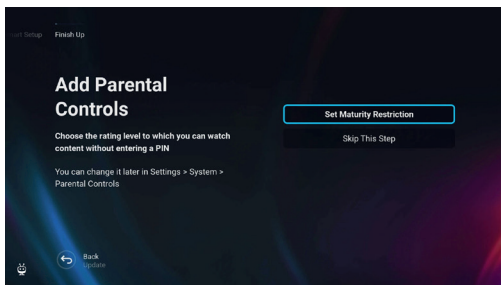 Setup
Finish Up
Add Parental
Controls
Choose the rating level to which you can watch
content without entering a PIN
You can change it later in Settings > System >
Parental Controls
Set Maturity Restriction
Skip This Step
Back
Update